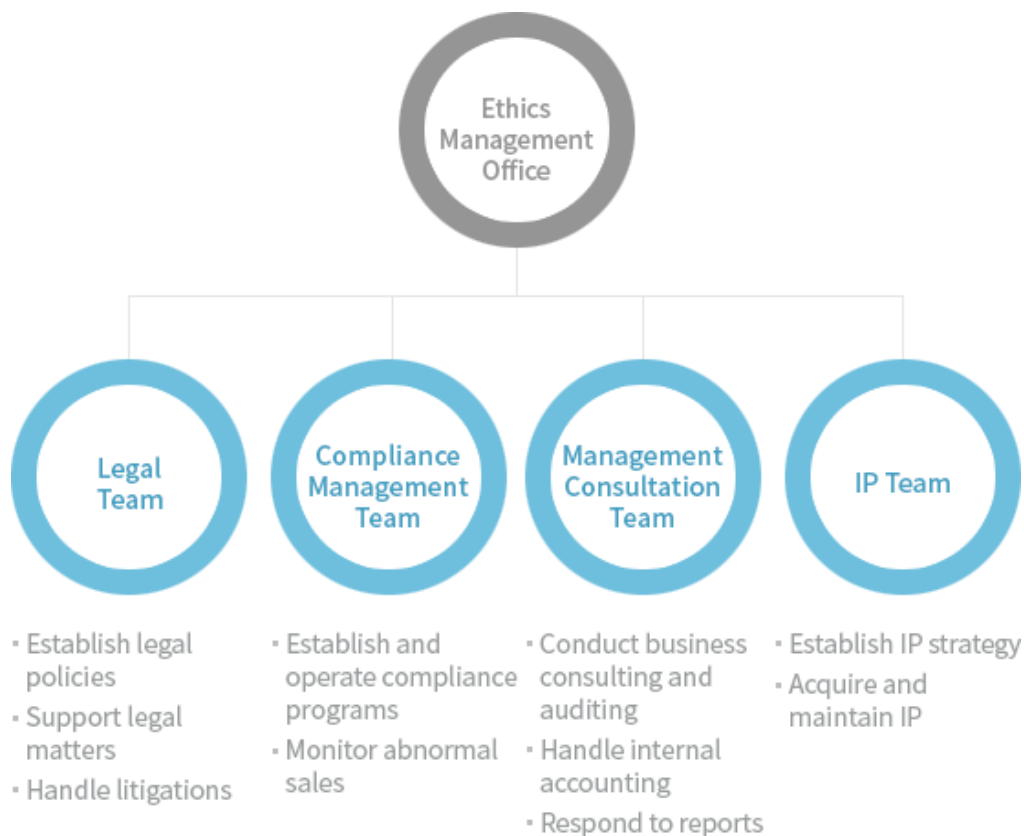 Ethics
Management
Office
Legal
Team
Compliance
Management
Team
Management
Consultation
Team
IP Team
· Establish legal
policies
· Support legal
matters
· Handle litigations
· Establish and
operate compliance
programs
· Monitor abnormal
sales
· Conduct business
consulting and
auditing
· Handle internal
accounting
· Respond to reports
· Establish IP strategy
· Acquire and
maintain IP